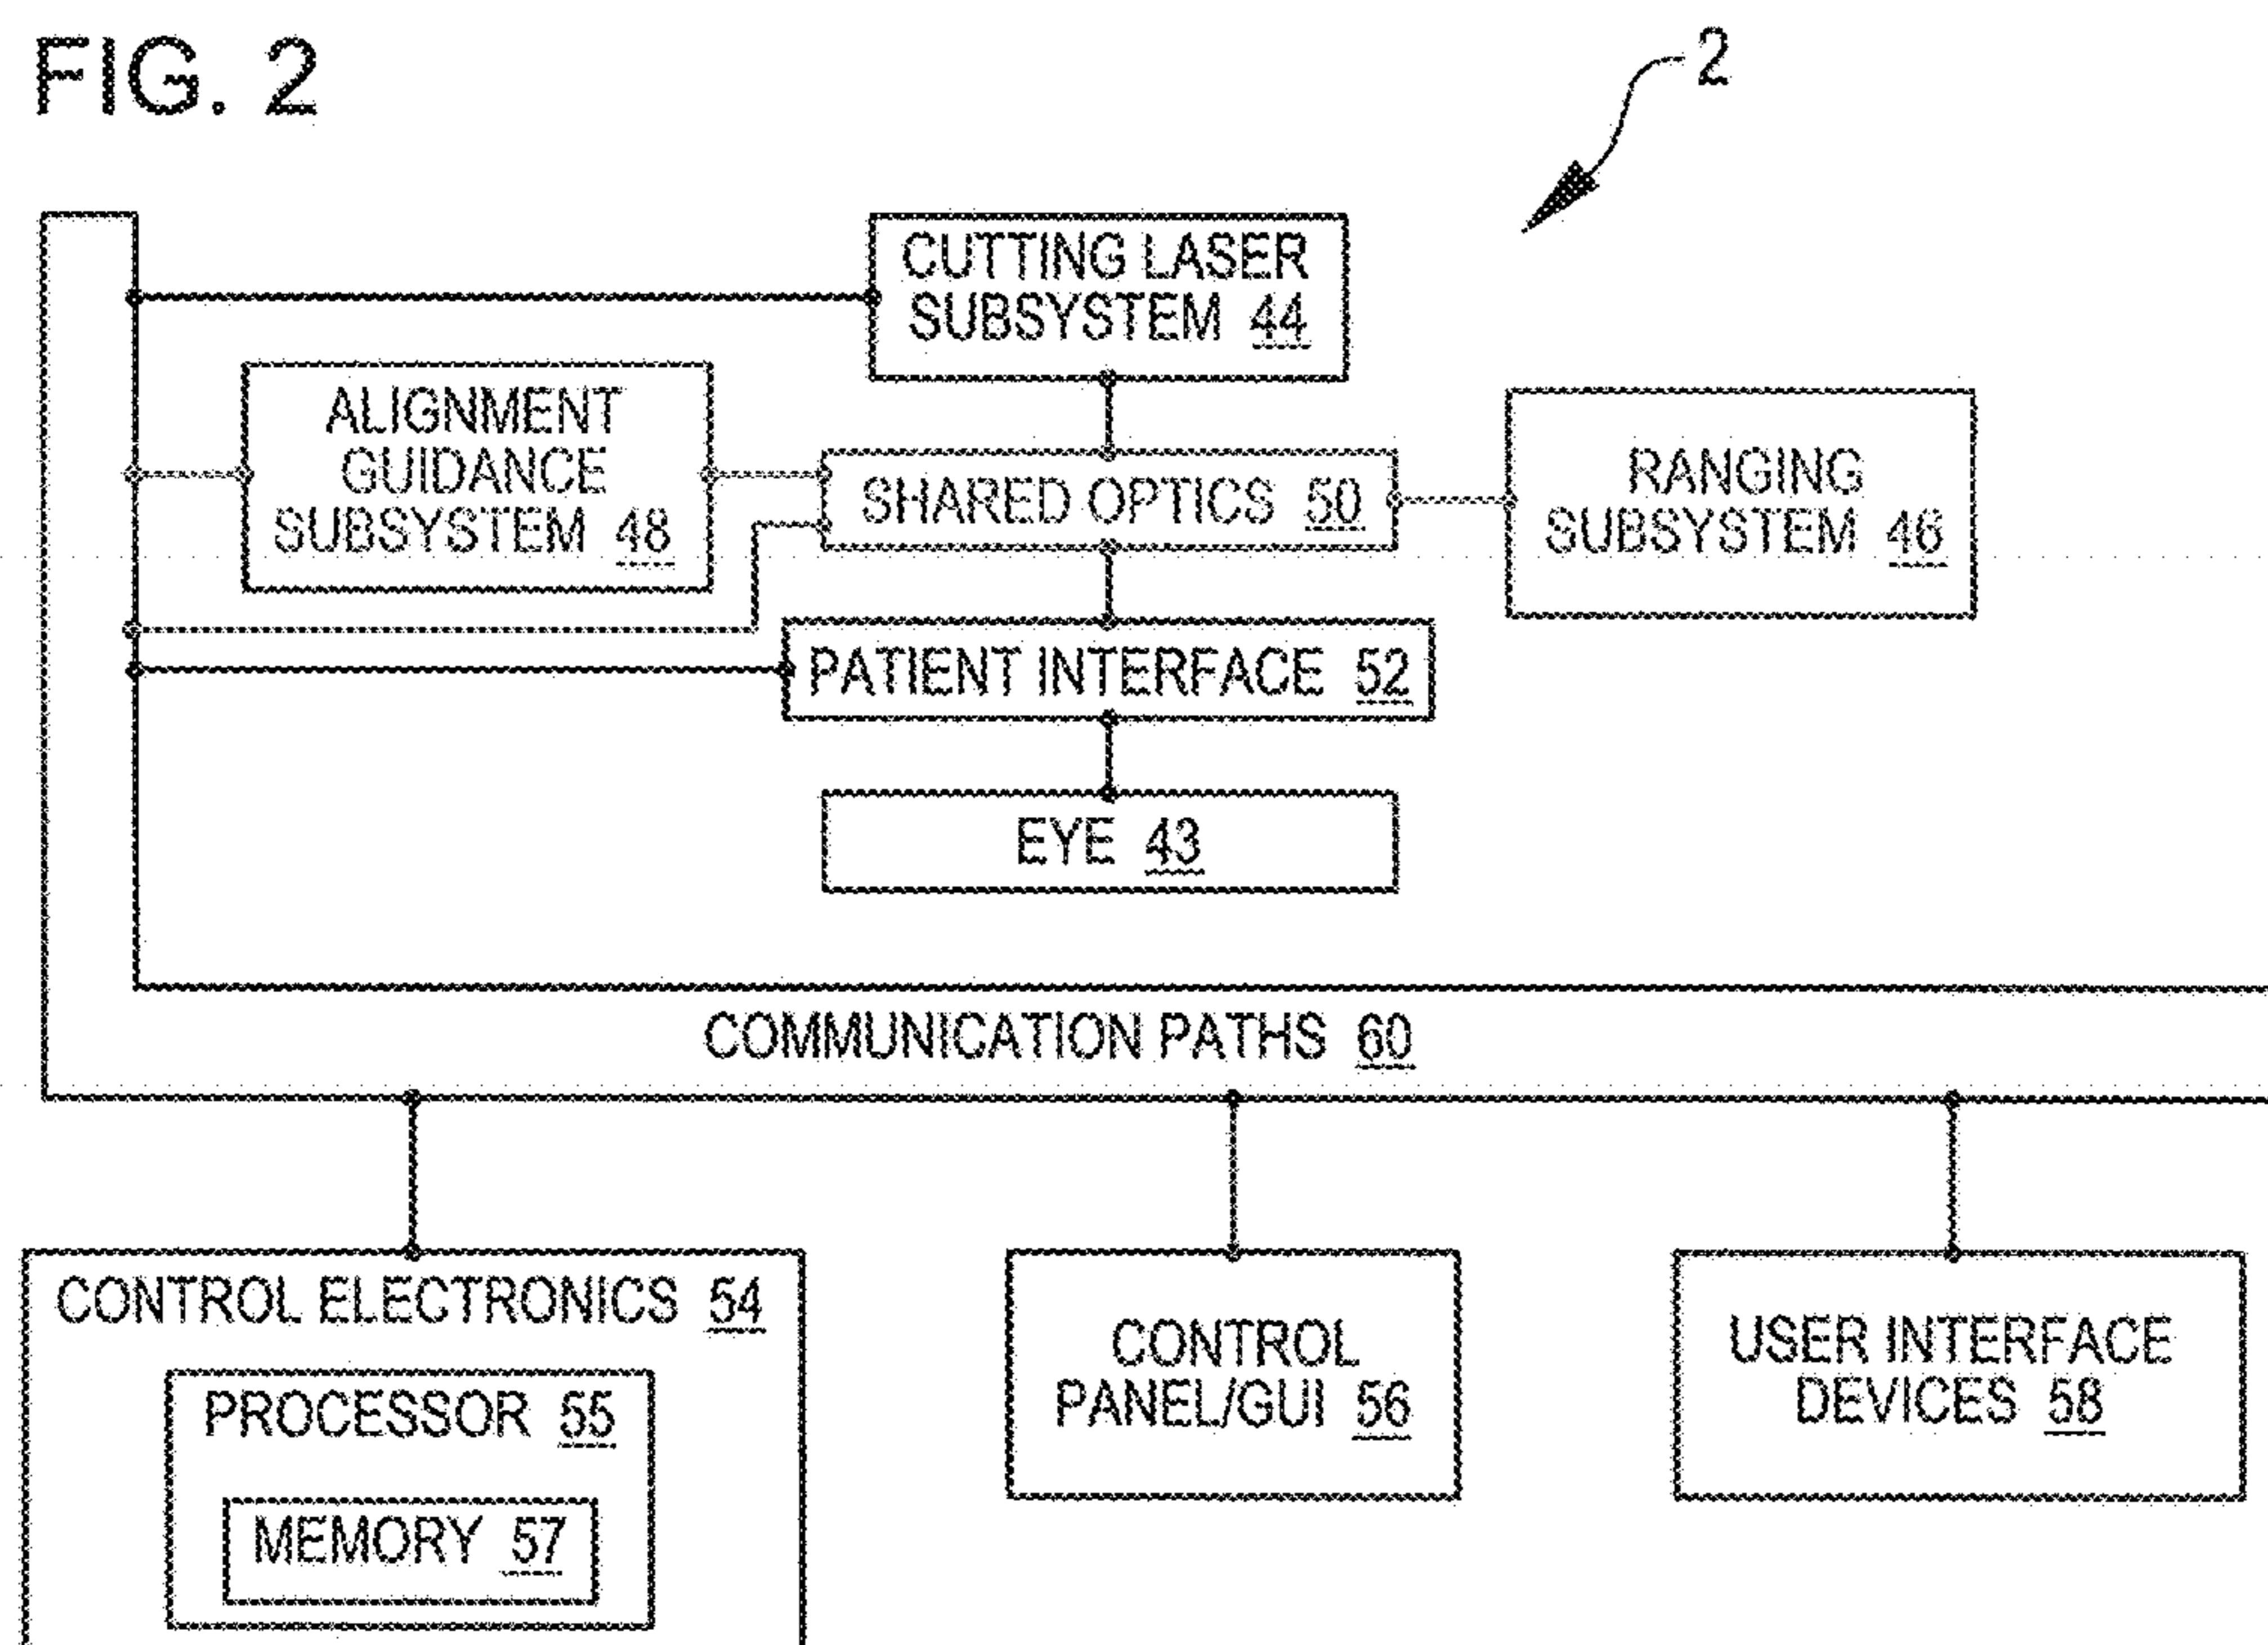 FIG. 2
2
CUTTING LASER
SUBSYSTEM 44
ALIGNMENT
GUIDANCE
SUBSYSTEM 48
SHARED OPTICS 50
RANGING
SUBSYSTEM 46
PATIENT INTERFACE 52
EYE 43
COMMUNICATION PATHS 60
CONTROL ELECTRONICS 54
PROCESSOR 55
MEMORY 57
CONTROL
PANEL/GUI 56
USER INTERFACE
DEVICES 58